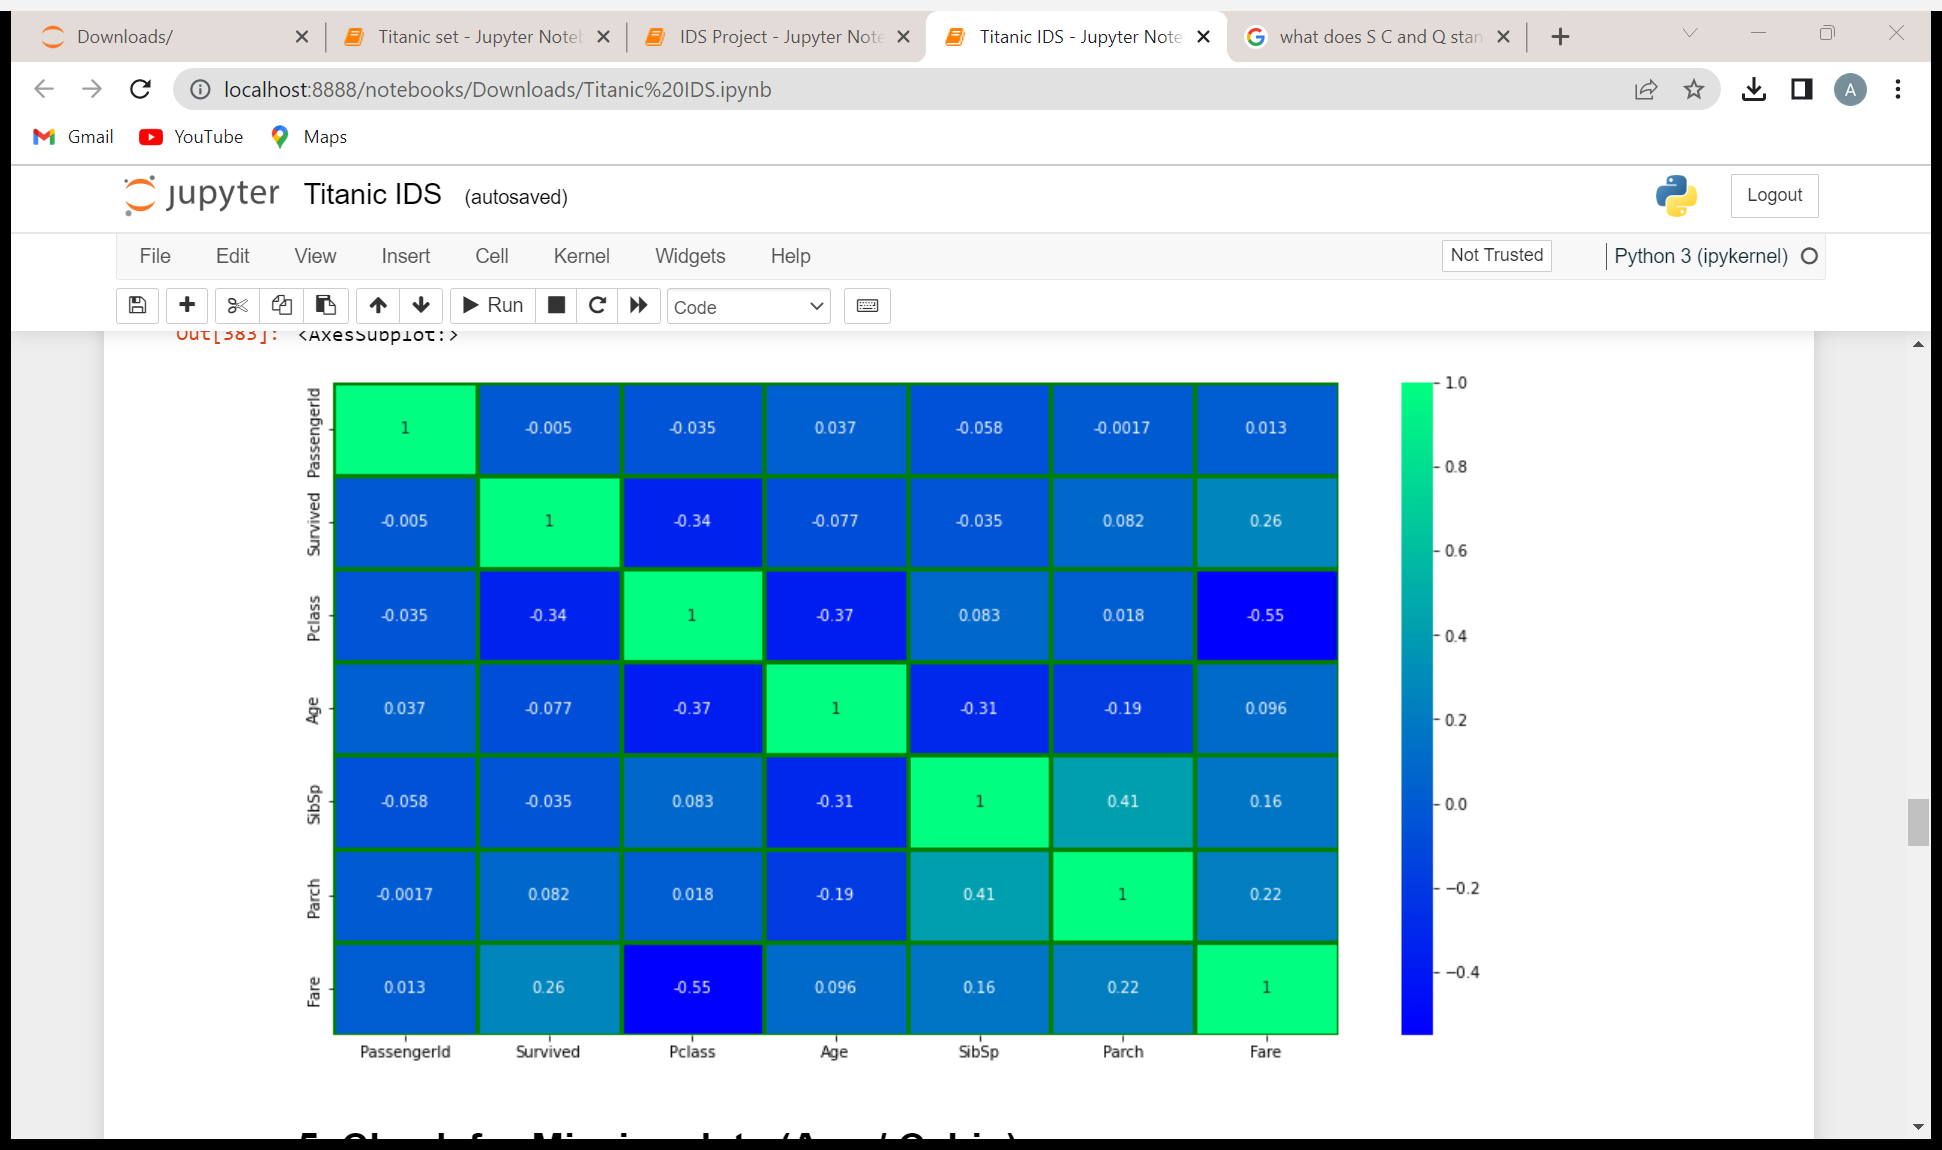 Downloads/
Titanic set - Jupyter Noteb
IDS Project - Jupyter Note
Titanic IDS - Jupyter Note
what does S C and Q stan
localhost:8888/notebooks/Downloads/Titanic%20IDS.ipynb
A
Gmail YouTube Maps
jupyter Titanic IDS (autosaved)
Logout
File Edit View Insert Cell Kernel Widgets Help
Not Trusted
Python 3 (ipykernel)
Run
Code
Out[383]: <AxesSubplot:>
PassengerId 1 -0.005 -0.035 0.037 -0.058 -0.0017 0.013
Survived -0.005 1 -0.34 -0.077 -0.035 0.082 0.26
Pclass -0.035 -0.34 1 -0.37 0.083 0.018 -0.55
Age 0.037 -0.077 -0.37 1 -0.31 -0.19 0.096
SibSp -0.058 -0.035 0.083 -0.31 1 0.41 0.16
Parch -0.0017 0.082 0.018 -0.19 0.41 1 0.22
Fare 0.013 0.26 -0.55 0.096 0.16 0.22 1
PassengerId Survived Pclass Age SibSp Parch Fare
1.0
0.8
0.6
0.4
0.2
0.0
−0.2
−0.4